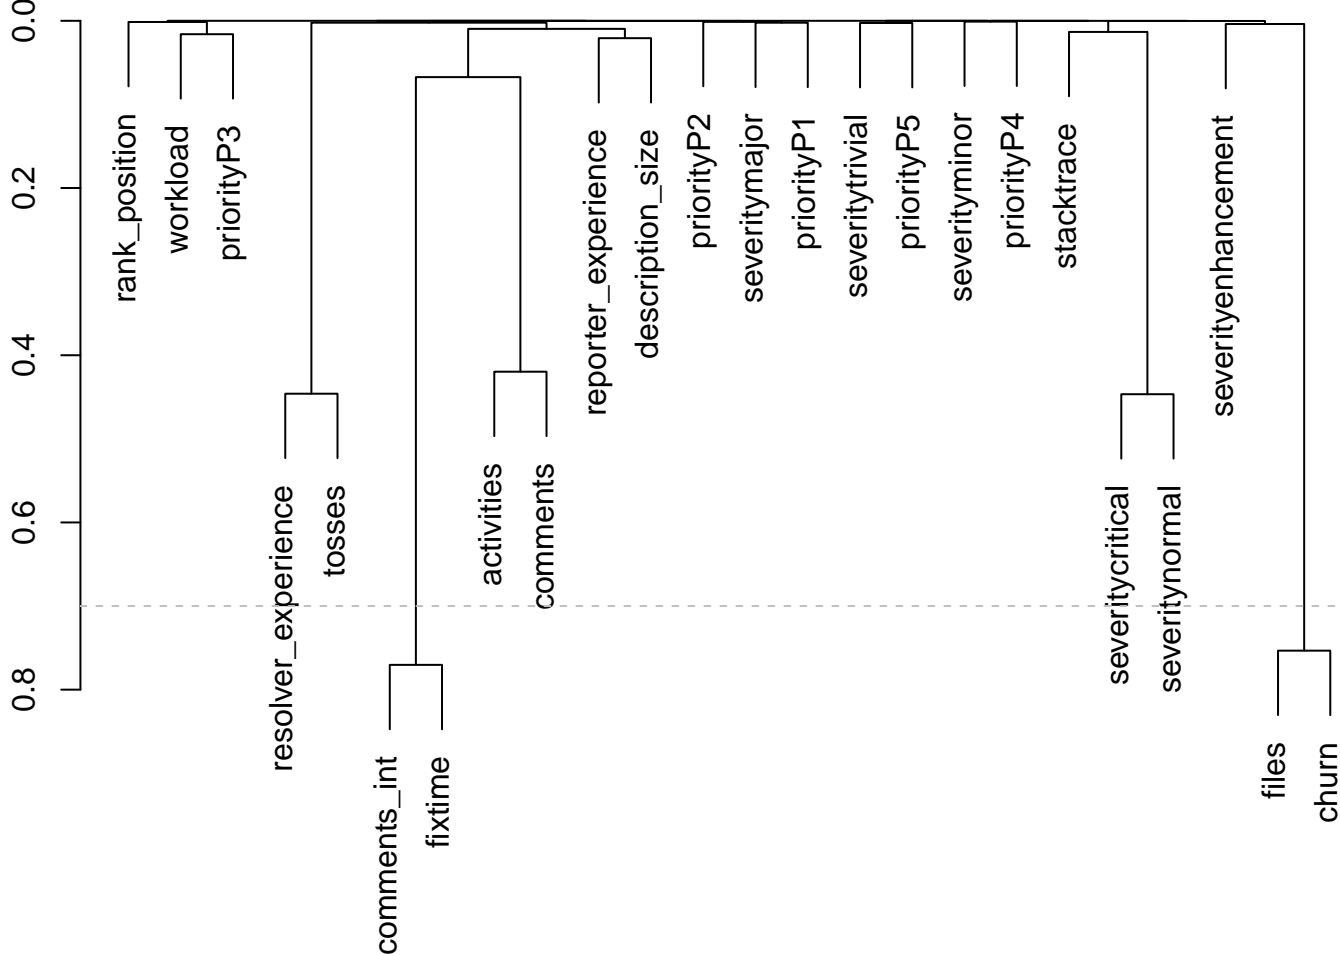 0.0
0.2
0.4
0.6
0.8
rank_position
workload
priorityP3
resolver_experience
tosses
comments_int
fixtime
activities
comments
reporter_experience
description_size
priorityP2
severitymajor
priorityP1
severitytrivial
priorityP5
severityminor
priorityP4
stacktrace
severitycritical
severitynormal
severityenhancement
files
churn